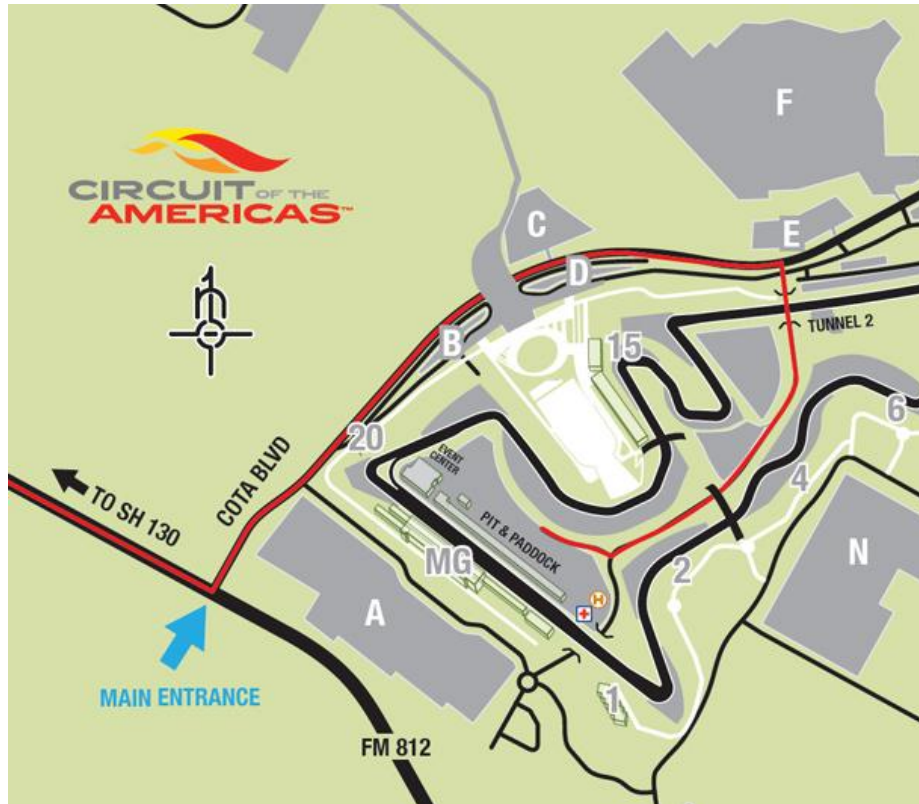 F
CIRCUIT OF THE
AMERICAS™
C
E
D
n
TUNNEL 2
B
15
6
20
COTA BLVD
EVENT
CENTER
4
TO SH 130
PIT & PADDOCK
MG
2
N
H
A
MAIN ENTRANCE
1
FM 812